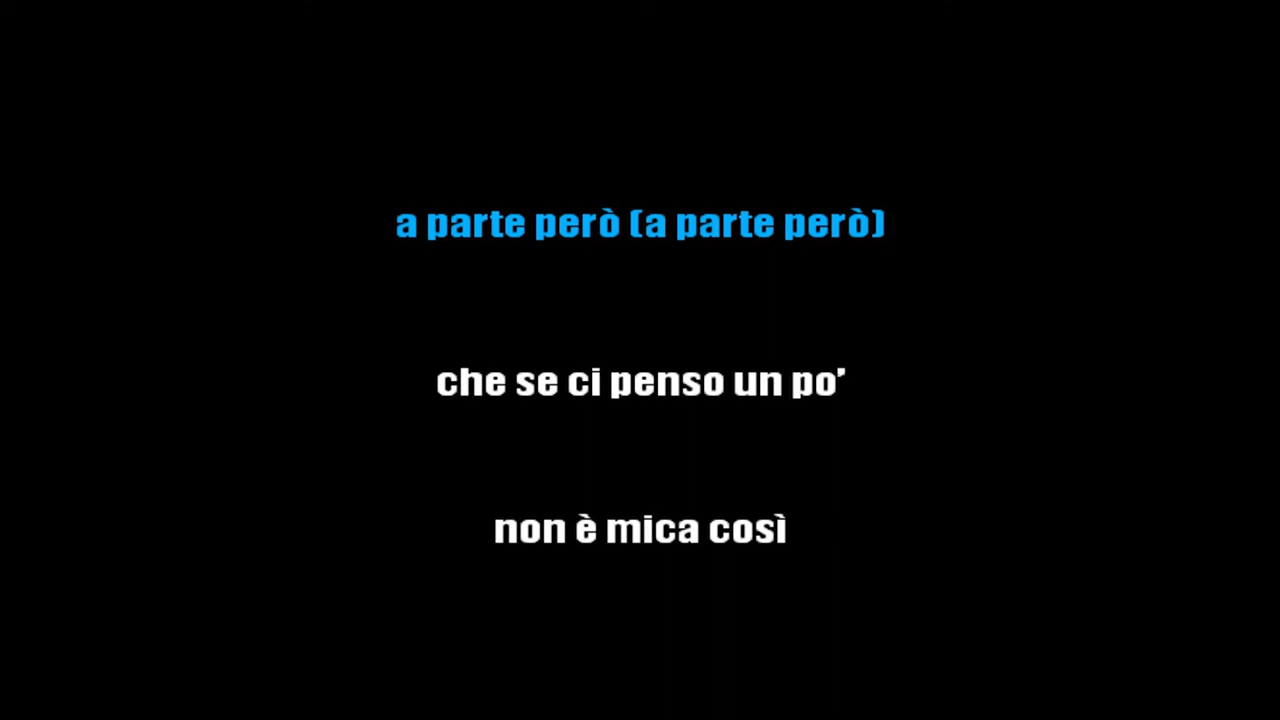 a parte però (a parte però)
che se ci penso un po’
non è mica così